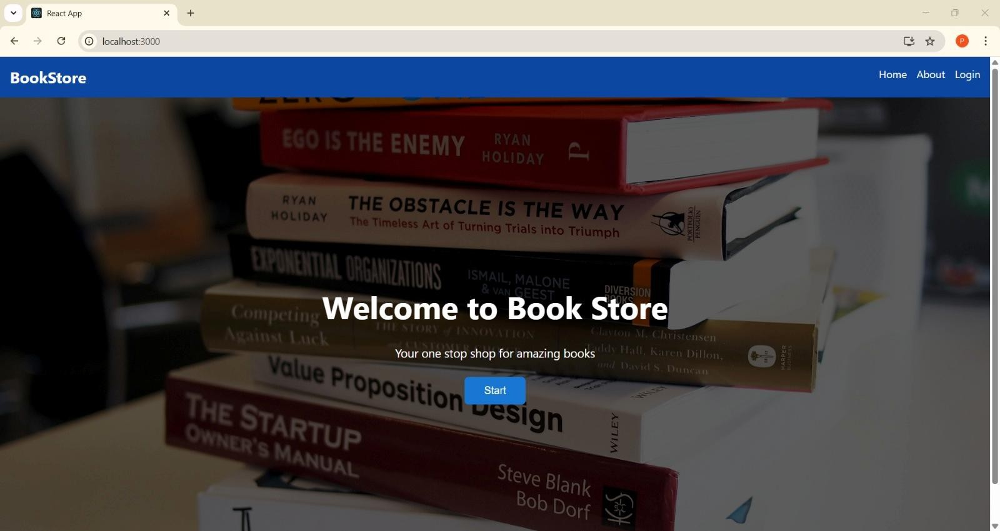 React App
localhost:3000
P
BookStore
Home About Login
EGO IS THE ENEMY
RYAN
HOLIDAY
P
RYAN
HOLIDAY
THE OBSTACLE IS THE WAY
The Timeless Art of Turning Trials into Triumph
PORTFOLIO
PENGUIN
EXPONENTIAL ORGANIZATIONS
ISMAIL, MALONE
& VAN GEEST
DIVERSION
BOOKS
Welcome to Book Store
Competing
Against Luck
THE STORY of INNOVATION
and CUSTOMER CHOICE
Clayton M. Christensen
Taddy Hall, Karen Dillon,
and David S. Duncan
HARPER
BUSINESS
Your one stop shop for amazing books
Start
Value Proposition Design
WILEY
WILEY
THE STARTUP
OWNER'S MANUAL
Steve Blank
Bob Dorf